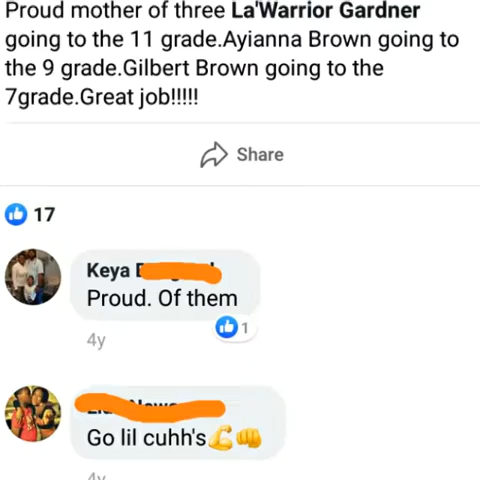 Proud mother of three La'Warrior Gardner
going to the 11 grade.Ayianna Brown going to
the 9 grade.Gilbert Brown going to the
7grade.Great job!!!!!
Share
17
Keya
Proud. Of them
1
4y
Go lil cuhh's💪👊
4y